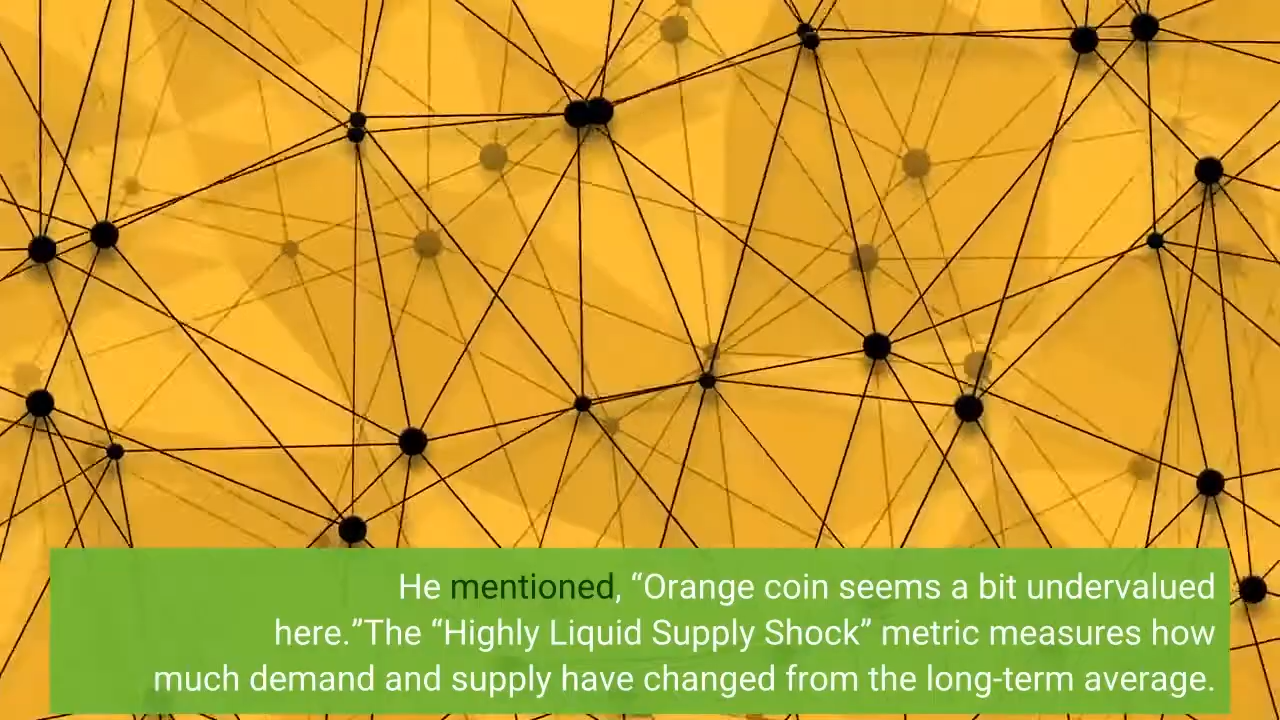 He mentioned, “Orange coin seems a bit undervalued
here.”The “Highly Liquid Supply Shock” metric measures how
much demand and supply have changed from the long-term average.